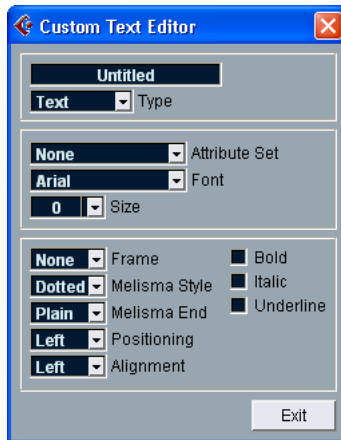 Custom Text Editor
Untitled
Text Type
None Attribute Set
Arial Font
0 Size
None Frame Bold
Dotted Melisma Style Italic
Plain Melisma End Underline
Left Positioning
Left Alignment
Exit